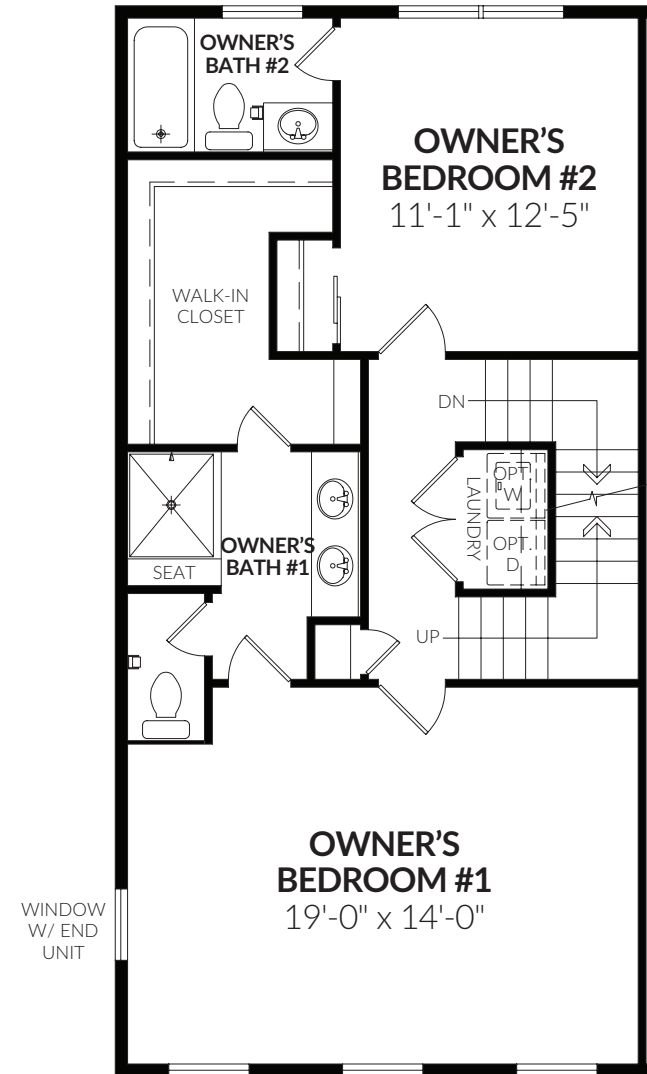 OWNER'S
BATH #2
OWNER'S
BEDROOM #2
11'-1" x 12'-5"
WALK-IN
CLOSET
DN
OPT.
W
LAUNDRY
OPT.
D
OWNER'S
BATH #1
SEAT
UP
OWNER'S
BEDROOM #1
19'-0" x 14'-0"
WINDOW
W/ END
UNIT